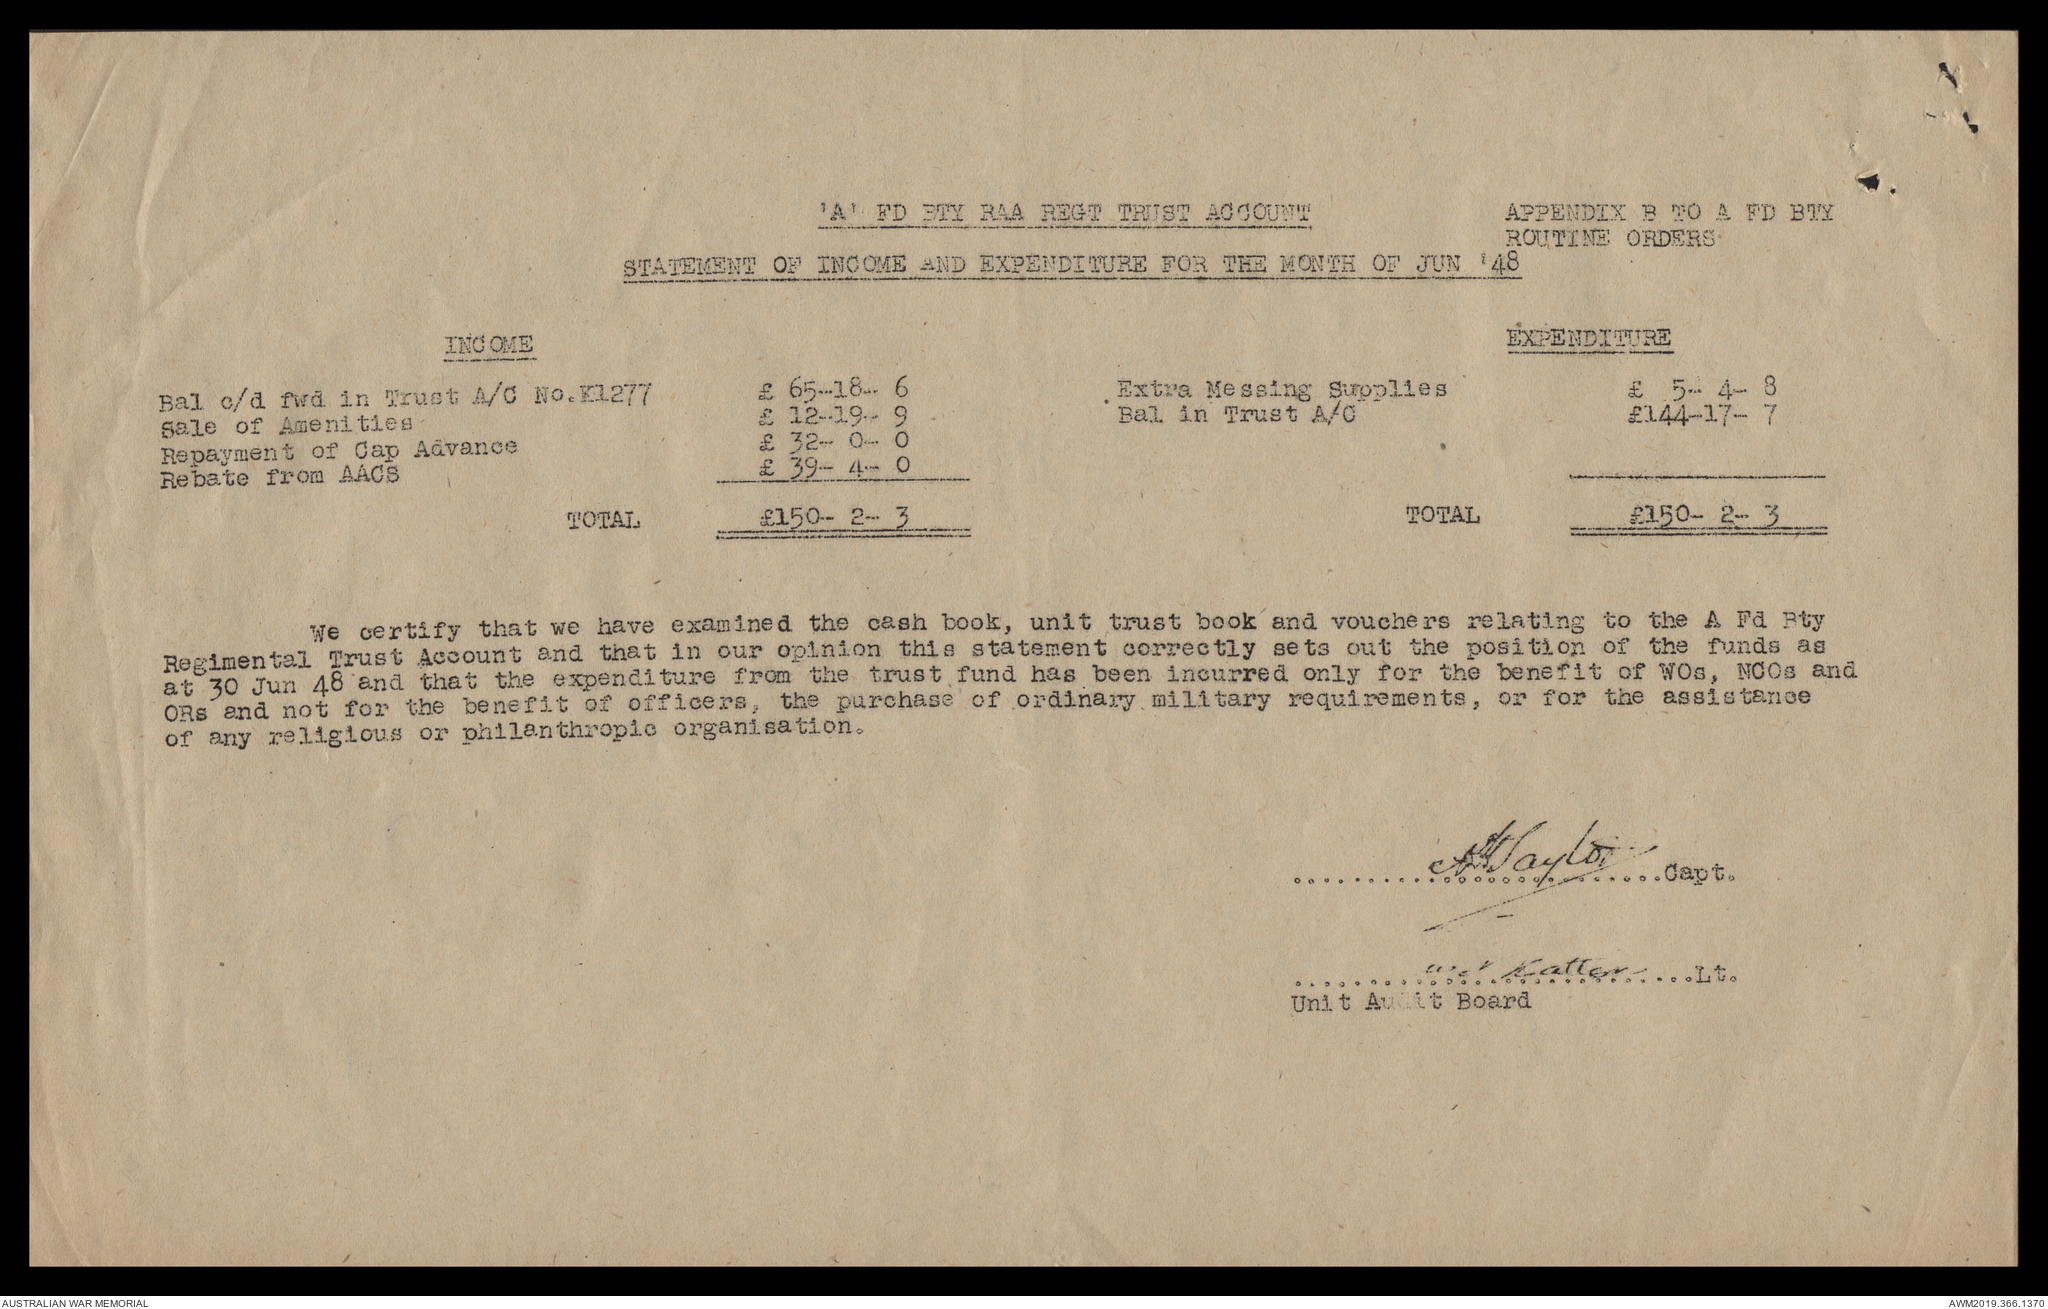 'A' FD BTY RAA REGT TRUST ACCOUNT
APPENDIX B TO A FD BTY
ROUTINE ORDERS
STATEMENT OF INCOME AND EXPENDITURE FOR THE MONTH OF JUN '48
INCOME
Bal c/d fwd in Trust A/C No.K1277 £ 65-18- 6
Sale of Amenities £ 12-19- 9
Repayment of Cap Advance £ 32- 0- 0
Rebate from AACS £ 39- 4- 0
TOTAL £150- 2- 3
EXPENDITURE
Extra Messing Supplies £ 5- 4- 8
Bal in Trust A/C £144-17- 7
TOTAL £150- 2- 3
We certify that we have examined the cash book, unit trust book and vouchers relating to the A Fd Bty
Regimental Trust Account and that in our opinion this statement correctly sets out the position of the funds as
at 30 Jun 48 and that the expenditure from the trust fund has been incurred only for the benefit of WOs, NCOs and
ORs and not for the benefit of officers, the purchase of ordinary military requirements, or for the assistance
of any religious or philanthropic organisation.
Taylor Capt.
Lt.
Unit Audit Board
AUSTRALIAN WAR MEMORIAL
AWM2019.366.1370